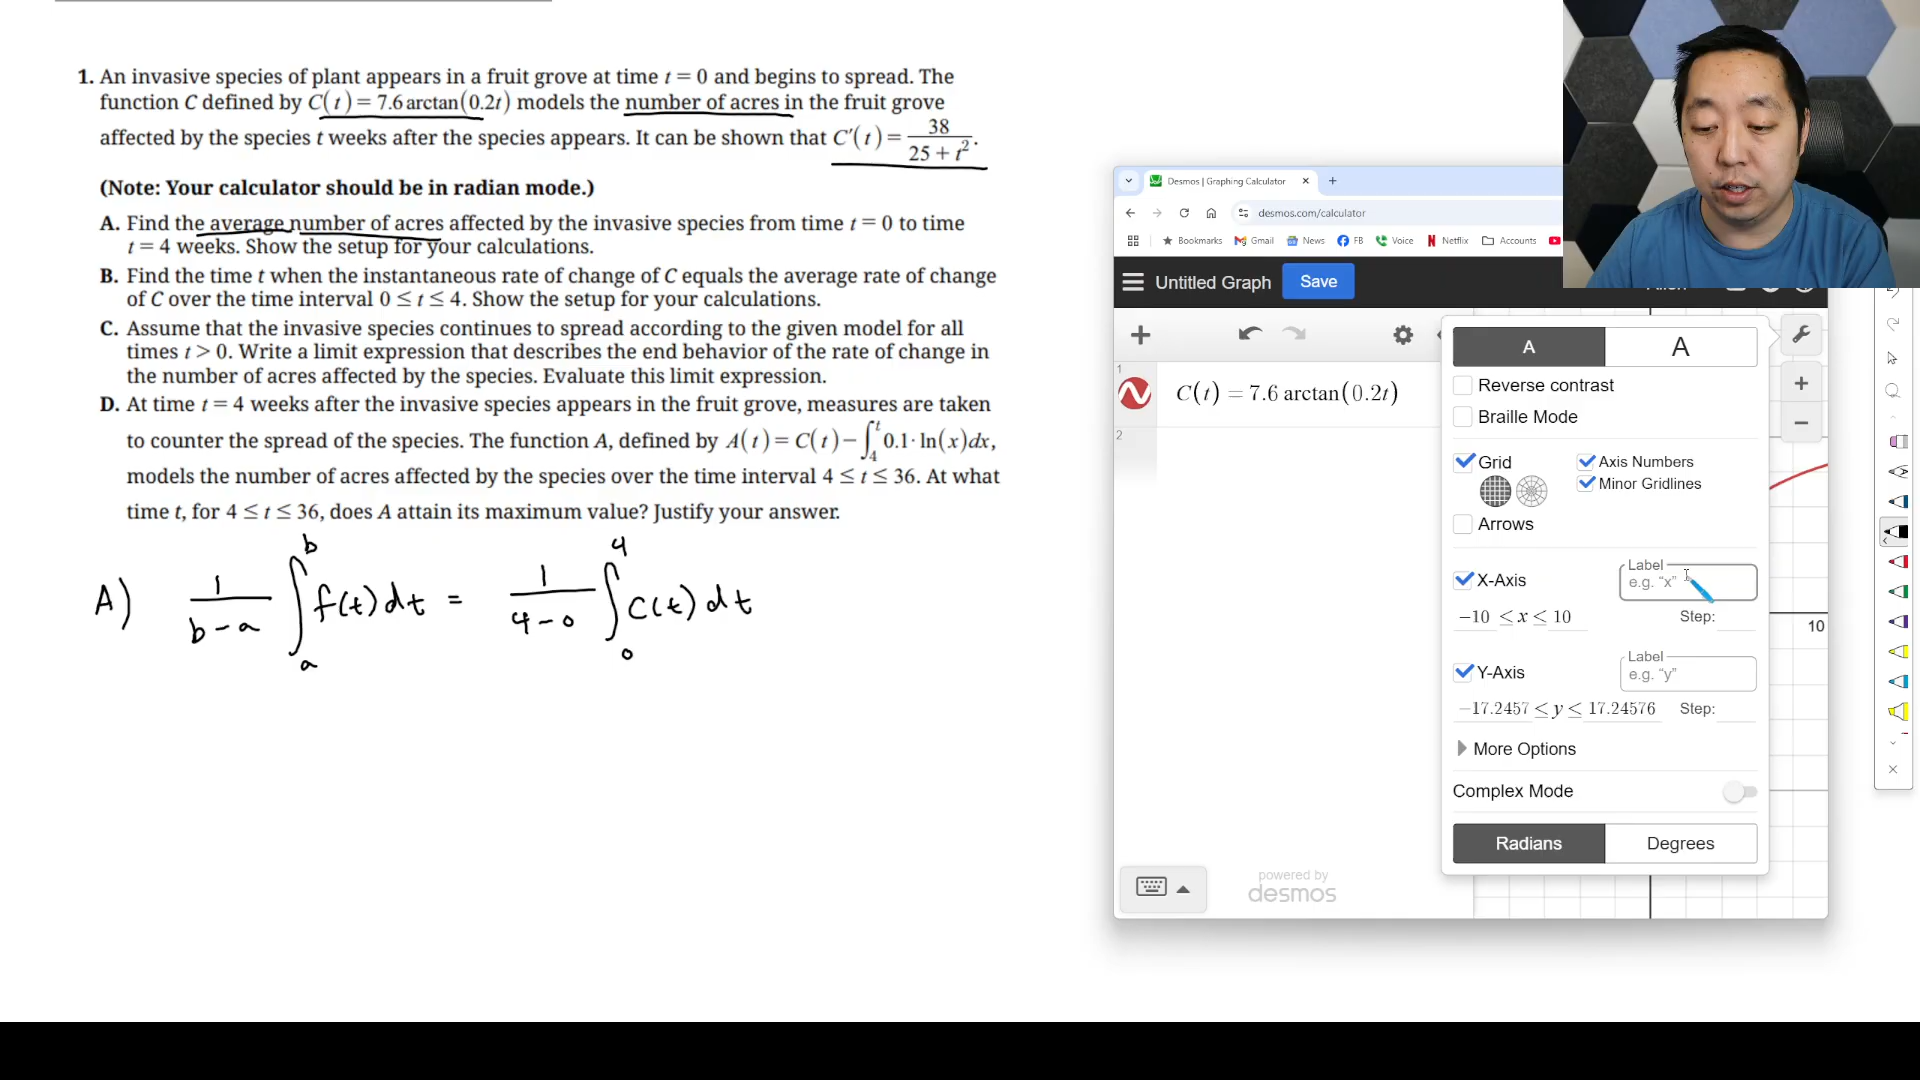 1. An invasive species of plant appears in a fruit grove at time t = 0 and begins to spread. The
function C defined by C(t) = 7.6 arctan(0.2t) models the number of acres in the fruit grove
affected by the species t weeks after the species appears. It can be shown that C′(t) = 38/(25 + t²).
(Note: Your calculator should be in radian mode.)
A. Find the average number of acres affected by the invasive species from time t = 0 to time
t = 4 weeks. Show the setup for your calculations.
B. Find the time t when the instantaneous rate of change of C equals the average rate of change
of C over the time interval 0 ≤ t ≤ 4. Show the setup for your calculations.
C. Assume that the invasive species continues to spread according to the given model for all
times t > 0. Write a limit expression that describes the end behavior of the rate of change in
the number of acres affected by the species. Evaluate this limit expression.
D. At time t = 4 weeks after the invasive species appears in the fruit grove, measures are taken
to counter the spread of the species. The function A, defined by A(t) = C(t) − ∫₄ᵗ 0.1 · ln(x)dx,
models the number of acres affected by the species over the time interval 4 ≤ t ≤ 36. At what
time t, for 4 ≤ t ≤ 36, does A attain its maximum value? Justify your answer.
A) 1/(b-a) ∫ₐᵇ f(t)dt = 1/(4-0) ∫₀⁴ C(t)dt
Desmos | Graphing Calculator
desmos.com/calculator
Bookmarks Gmail News FB Voice Netflix Accounts
Untitled Graph Save
1
C(t) = 7.6 arctan(0.2t)
2
A A
Reverse contrast
Braille Mode
Grid
Axis Numbers
Minor Gridlines
Arrows
X-Axis
Label
e.g. “x”
−10 ≤ x ≤ 10
Step:
Y-Axis
Label
e.g. “y”
−17.2457 ≤ y ≤ 17.24576
Step:
More Options
Complex Mode
Radians Degrees
10
powered by
desmos